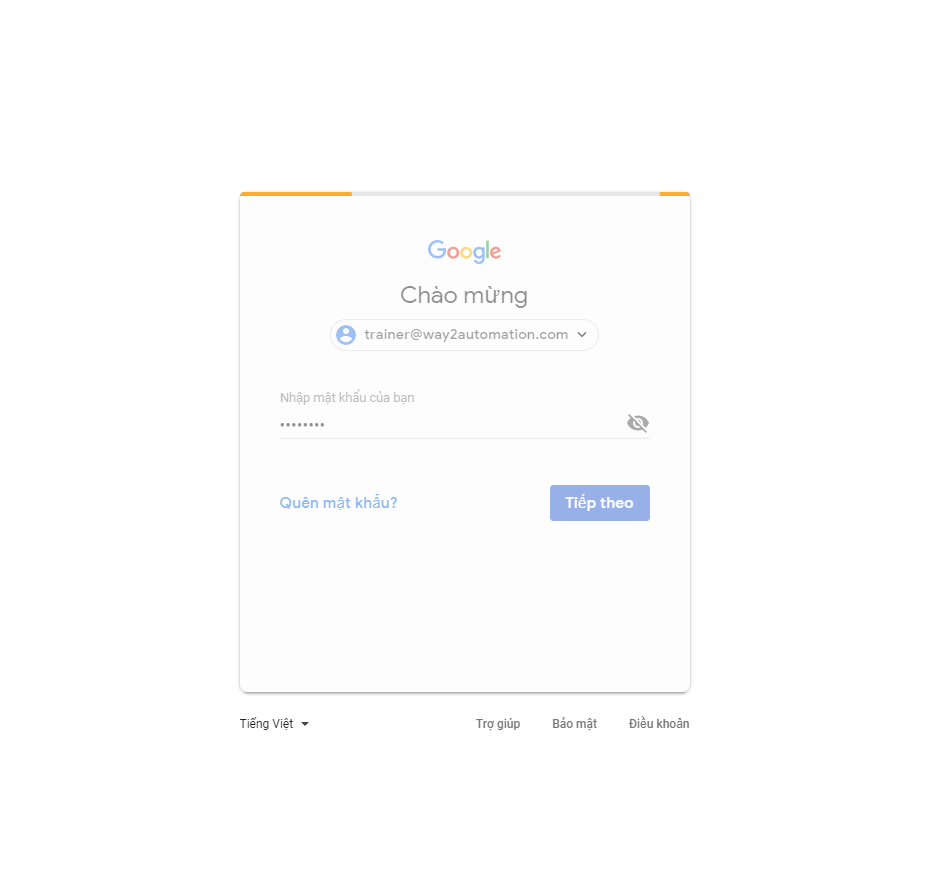 Google
Chào mừng
trainer@way2automation.com
Nhập mật khẩu của bạn
••••••••
Quên mật khẩu?
Tiếp theo
Tiếng Việt
Trợ giúp
Bảo mật
Điều khoản